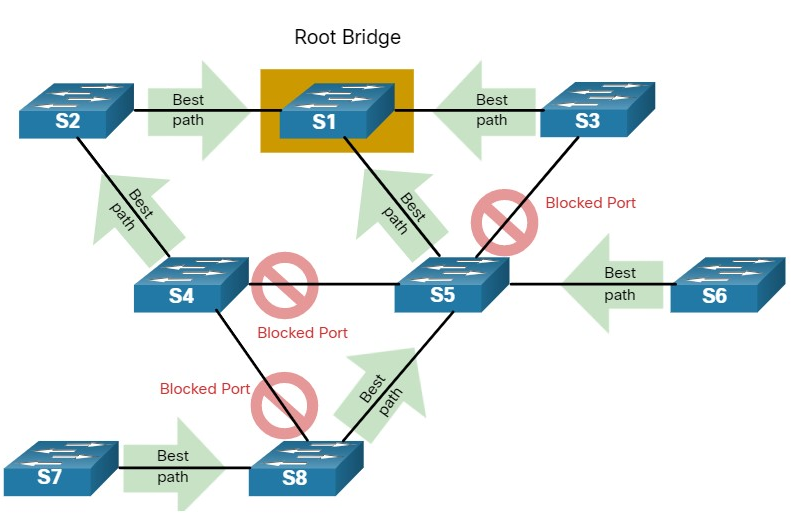 Root Bridge
Best
path
Best
path
S2
S1
S3
Best
path
Best
path
Blocked Port
Best
path
S4
S5
S6
Blocked Port
Blocked Port
Best
path
Best
path
S7
S8